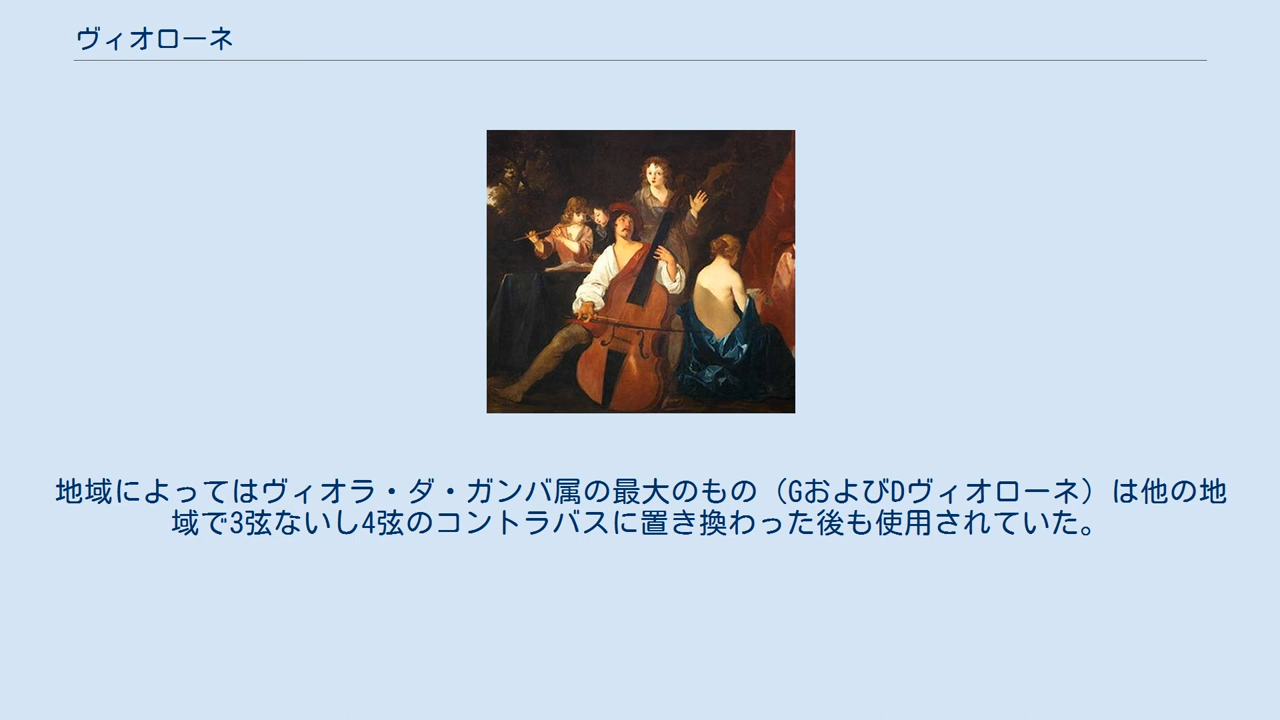 ヴィオローネ
地域によってはヴィオラ・ダ・ガンバ属の最大のもの（GおよびDヴィオローネ）は他の地
域で3弦ないし4弦のコントラバスに置き換わった後も使用されていた。